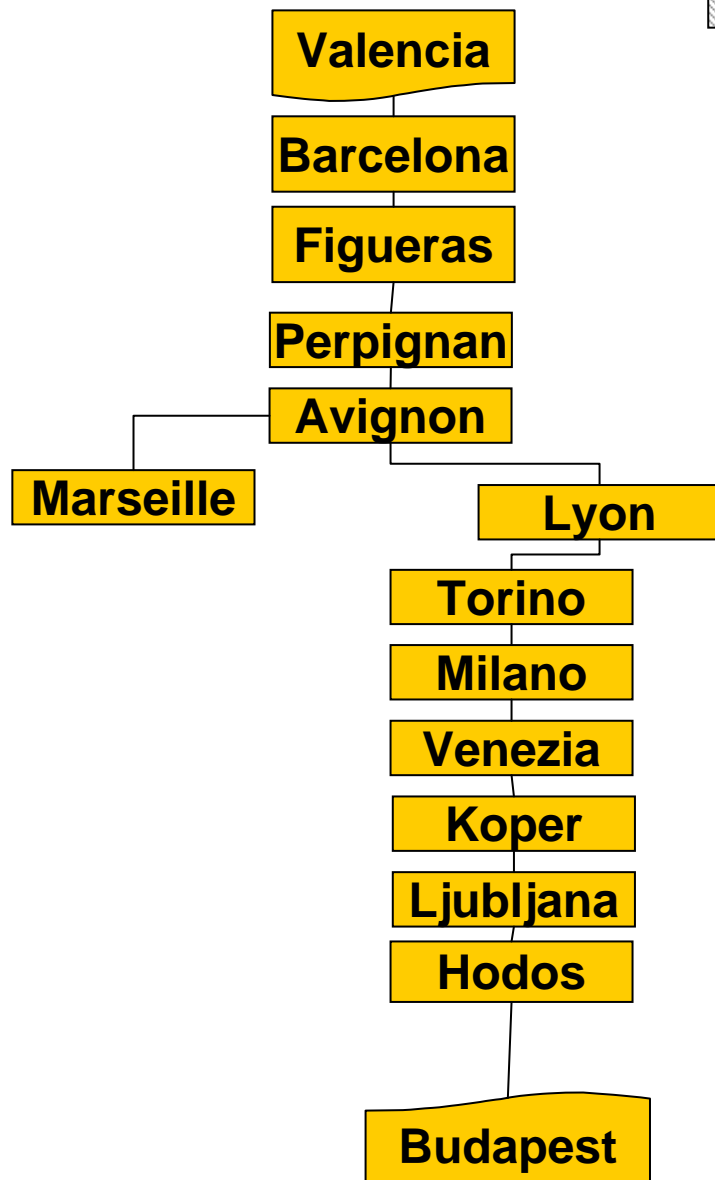 Valencia
Barcelona
Figueras
Perpignan
Avignon
Marseille
Lyon
Torino
Milano
Venezia
Koper
Ljubljana
Hodos
Budapest